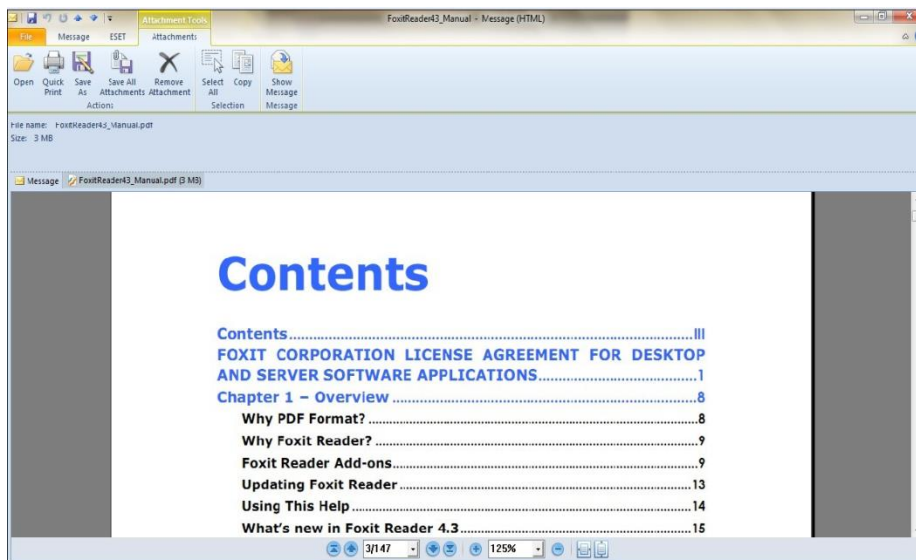 Attachment Tools
FoxitReader43_Manual - Message (HTML)
File Message ESET Attachments
Open Quick Print Save As Save All Attachments Remove Attachment Select All Copy Show Message
Actions Selection Message
File name: FoxitReader43_Manual.pdf
Size: 3 MB
Message FoxitReader43_Manual.pdf (3 MB)
Contents
Contents...III
FOXIT CORPORATION LICENSE AGREEMENT FOR DESKTOP
AND SERVER SOFTWARE APPLICATIONS...1
Chapter 1 – Overview...8
Why PDF Format?...8
Why Foxit Reader?...9
Foxit Reader Add-ons...9
Updating Foxit Reader...13
Using This Help...14
What's new in Foxit Reader 4.3...15
3/147 125%